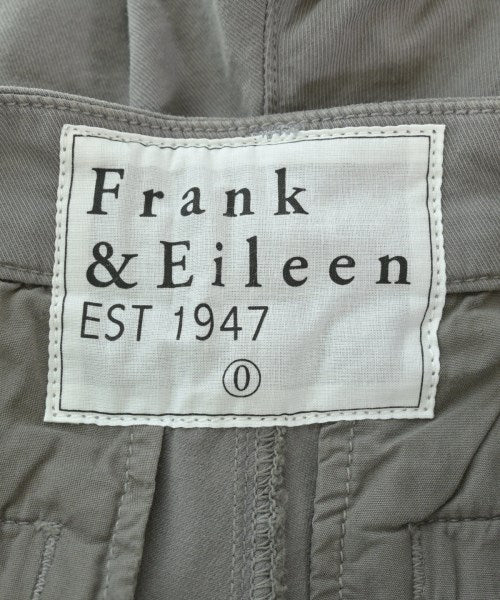 Frank
& Eileen
EST 1947
0